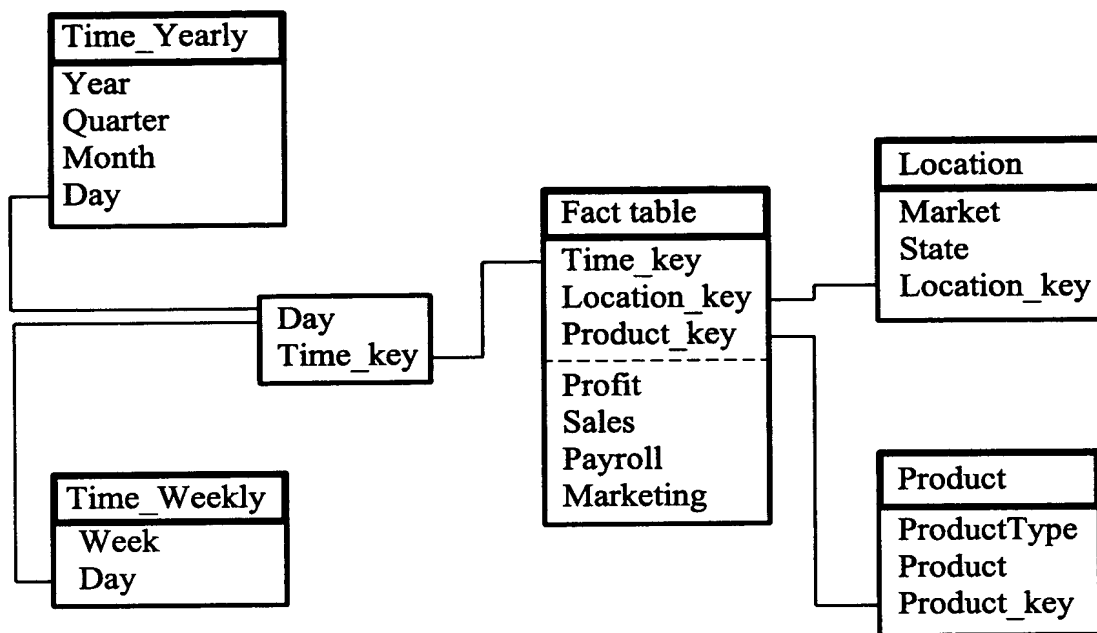 Time_Yearly
Year
Quarter
Month
Day
Day
Time_key
Time_Weekly
Week
Day
Fact table
Time_key
Location_key
Product_key
Profit
Sales
Payroll
Marketing
Location
Market
State
Location_key
Product
ProductType
Product
Product_key